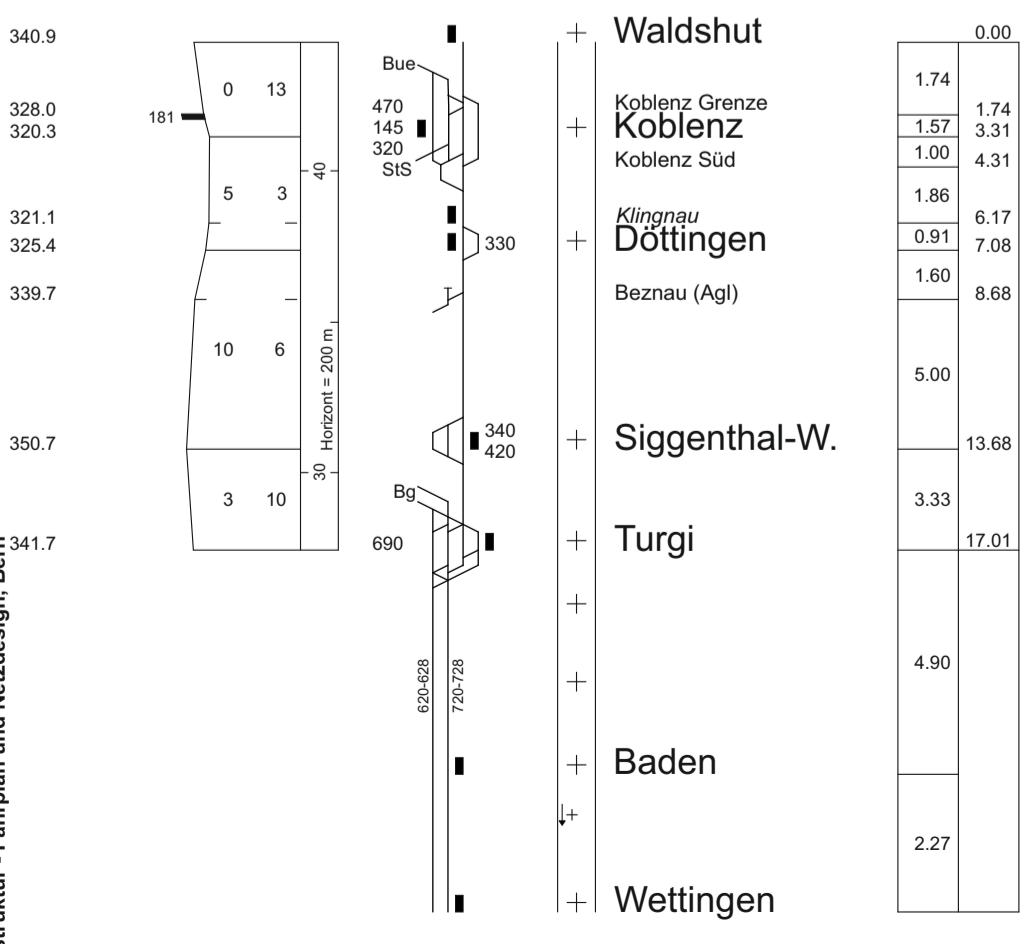 340.9 Waldshut 0.00
Bue 0 13 1.74
328.0 181 470 Koblenz Grenze 1.74
320.3 145 Koblenz 1.57 3.31
320 Koblenz Süd 1.00 4.31
StS
40
5 3 1.86
321.1 Klingnau 6.17
325.4 330 Döttingen 0.91 7.08
1.60
339.7 Beznau (Agl) 8.68
10 6 Horizont = 200 m 5.00
350.7 340 Siggenthal-W. 13.68
420
30
3 10 Bg 3.33
341.7 690 Turgi 17.01
620-628 720-728 4.90
Baden
2.27
Wettingen
struktur - Fahrplan und Netzdesign, Bern